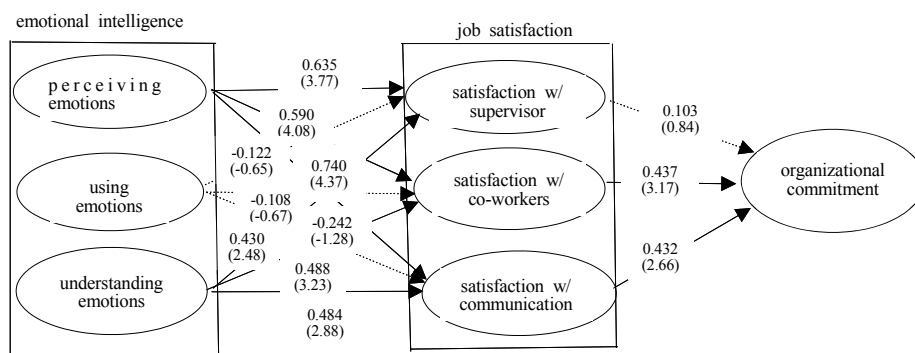 emotional intelligence
job satisfaction
perceiving
emotions
using
emotions
understanding
emotions
0.635
(3.77)
0.590
(4.08)
-0.122
(-0.65)
0.740
(4.37)
-0.108
(-0.67)
-0.242
(-1.28)
0.430
(2.48)
0.488
(3.23)
0.484
(2.88)
satisfaction w/
supervisor
satisfaction w/
co-workers
satisfaction w/
communication
0.103
(0.84)
0.437
(3.17)
0.432
(2.66)
organizational
commitment